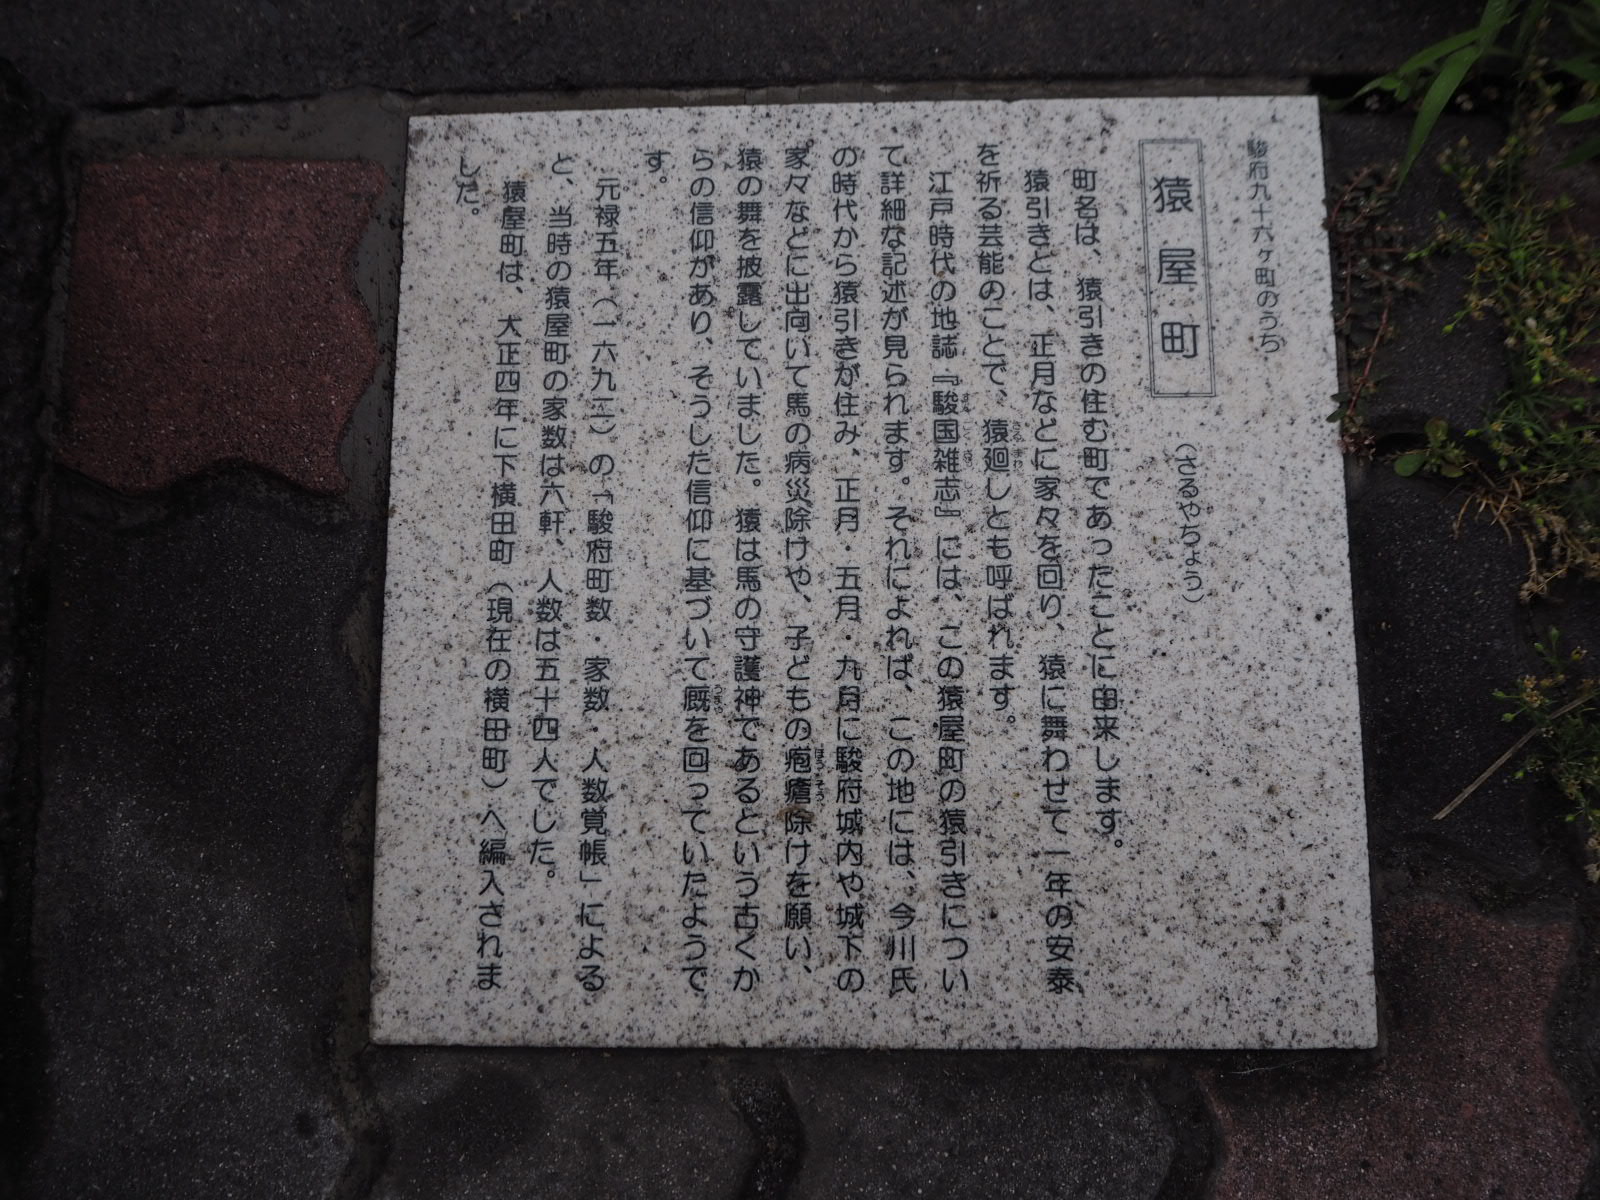 駿府九十六ヶ町のうち
猿屋町
（さるやちょう）
町名は、猿引きの住む町であったことに由来します。
猿引きとは、正月などに家々を回り、猿に舞わせて一年の安泰
を祈る芸能のことで、猿廻しとも呼ばれます。
江戸時代の地誌『駿国雑志』には、この猿屋町の猿引きについ
て詳細な記述が見られます。それによれば、この地には、今川氏
の時代から猿引きが住み、正月・五月・九月に駿府城内や城下の
家々などに出向いて馬の病災除けや、子どもの疱瘡除けを願い、
猿の舞を披露していました。猿は馬の守護神であるという古くか
らの信仰があり、そうした信仰に基づいて厩を回っていたようで
す。
元禄五年（一六九二）の「駿府町数・家数・人数覚帳」による
と、当時の猿屋町の家数は六軒、人数は五十四人でした。
猿屋町は、大正四年に下横田町（現在の横田町）へ編入されま
した。